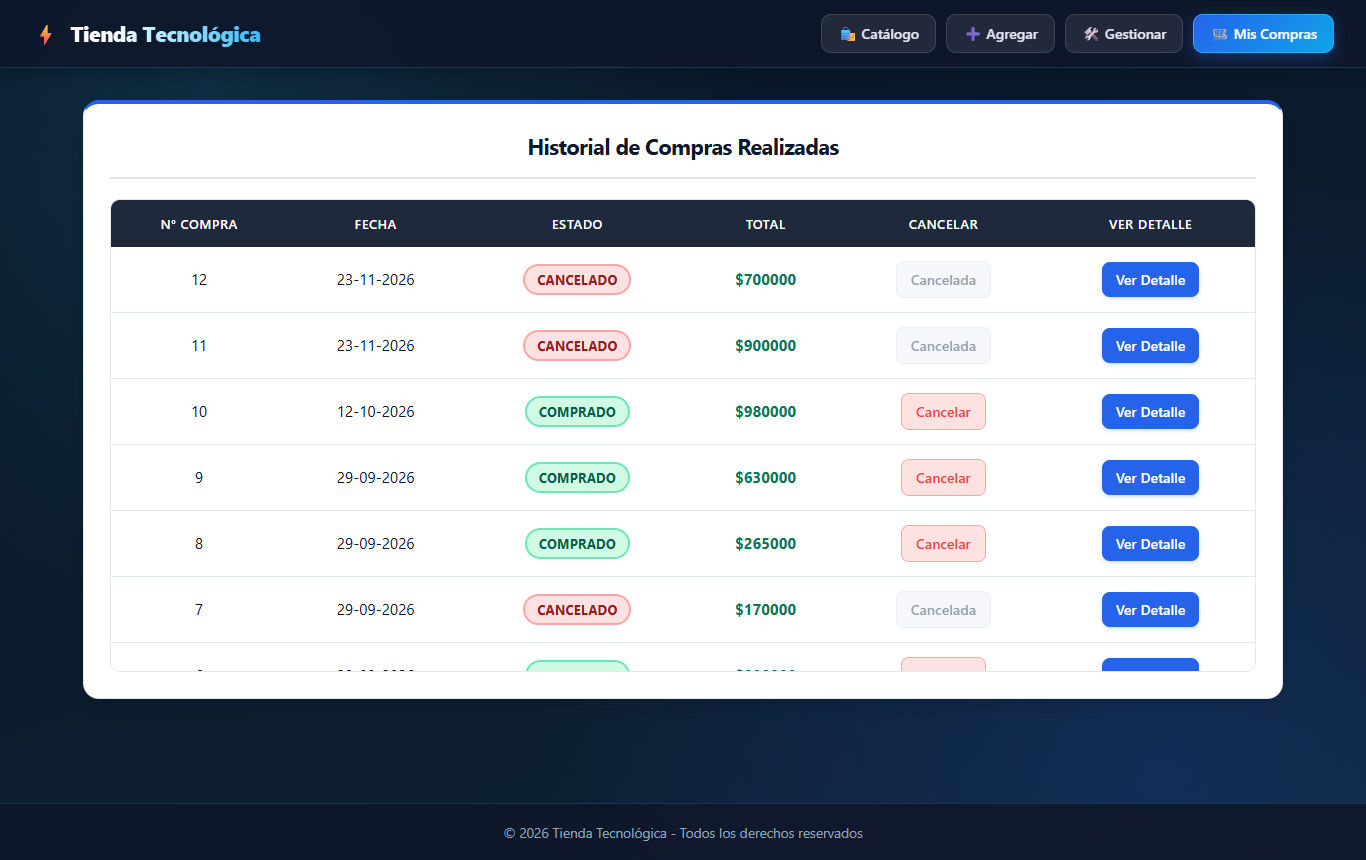 Tienda Tecnológica
Catálogo
Agregar
Gestionar
Mis Compras
Historial de Compras Realizadas
N° COMPRA FECHA ESTADO TOTAL CANCELAR VER DETALLE
12 23-11-2026 CANCELADO $700000 Cancelada Ver Detalle
11 23-11-2026 CANCELADO $900000 Cancelada Ver Detalle
10 12-10-2026 COMPRADO $980000 Cancelar Ver Detalle
9 29-09-2026 COMPRADO $630000 Cancelar Ver Detalle
8 29-09-2026 COMPRADO $265000 Cancelar Ver Detalle
7 29-09-2026 CANCELADO $170000 Cancelada Ver Detalle
© 2026 Tienda Tecnológica - Todos los derechos reservados